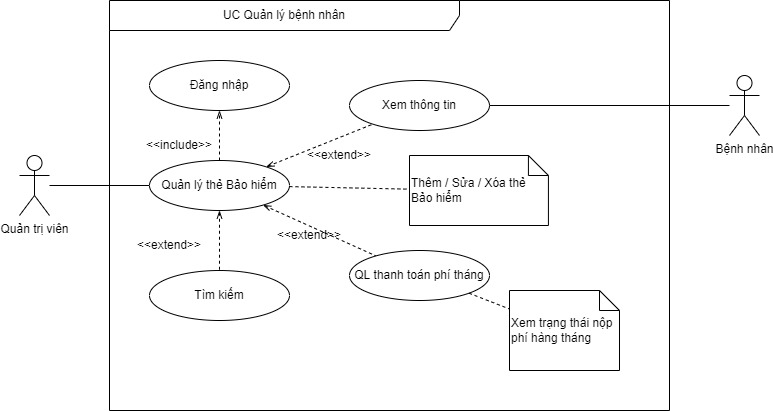 UC Quản lý bệnh nhân
Đăng nhập
Xem thông tin
<<include>>
<<extend>>
Bệnh nhân
Quản lý thẻ Bảo hiểm
Thêm / Sửa / Xóa thẻ
Bảo hiểm
Quản trị viên
<<extend>>
<<extend>>
QL thanh toán phí tháng
Tìm kiếm
Xem trạng thái nộp
phí hàng tháng